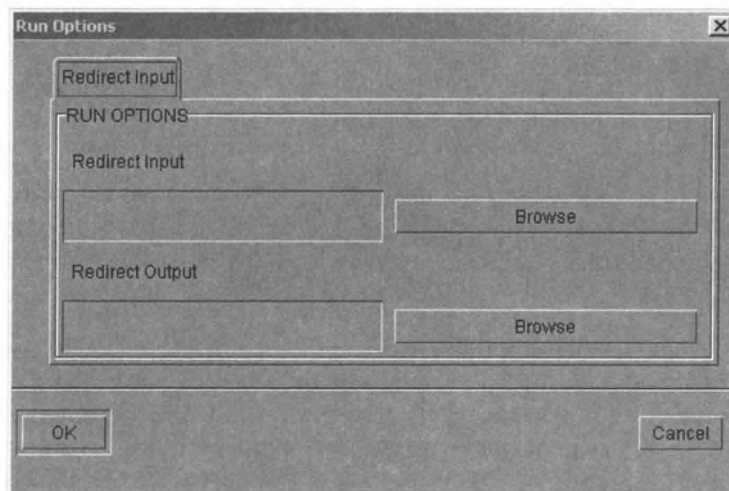 Run Options
Redirect Input
RUN OPTIONS
Redirect Input
Browse
Redirect Output
Browse
OK
Cancel